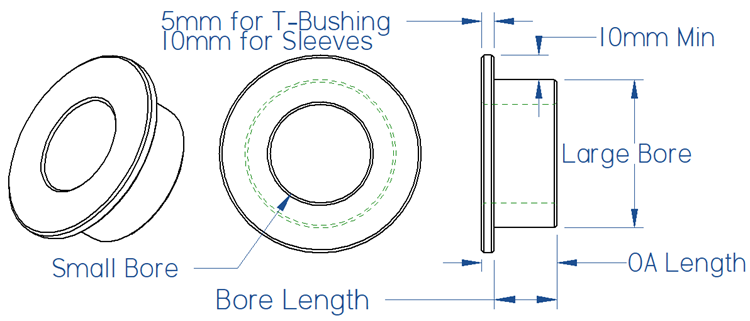 5mm for T-Bushing
10mm for Sleeves
10mm Min
Large Bore
Small Bore
OA Length
Bore Length